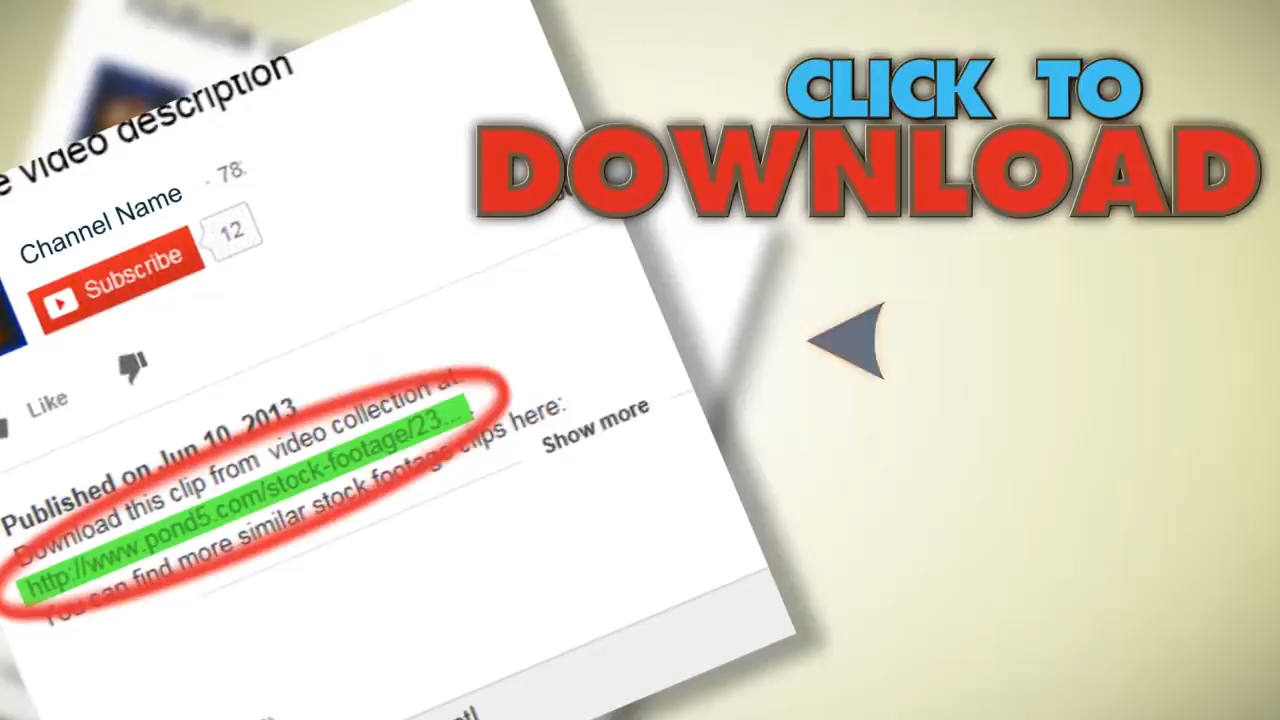 CLICK TO
DOWNLOAD
video description
Channel Name
78
Subscribe
12
Like
Published on Jun 10, 2013
Download this clip from video collection at
http://www.pond5.com/stock-footage/23...
You can find more similar stock footage clips here:
Show more